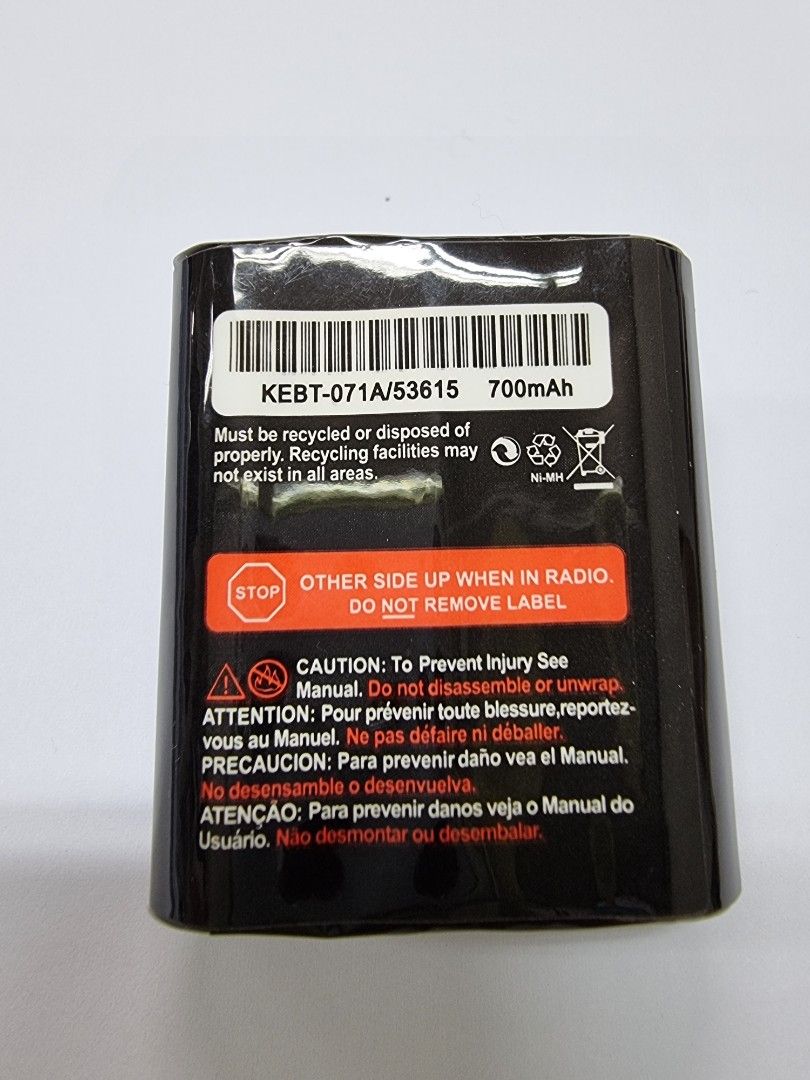 KEBT-071A/53615 700mAh
Must be recycled or disposed of
properly. Recycling facilities may
not exist in all areas.
Ni-MH
STOP
OTHER SIDE UP WHEN IN RADIO.
DO NOT REMOVE LABEL
CAUTION: To Prevent Injury See
Manual. Do not disassemble or unwrap.
ATTENTION: Pour prévenir toute blessure,reportez-
vous au Manuel. Ne pas défaire ni déballer.
PRECAUCION: Para prevenir daño vea el Manual.
No desensamble o desenvuelva.
ATENÇÃO: Para prevenir danos veja o Manual do
Usuário. Não desmontar ou desembalar.